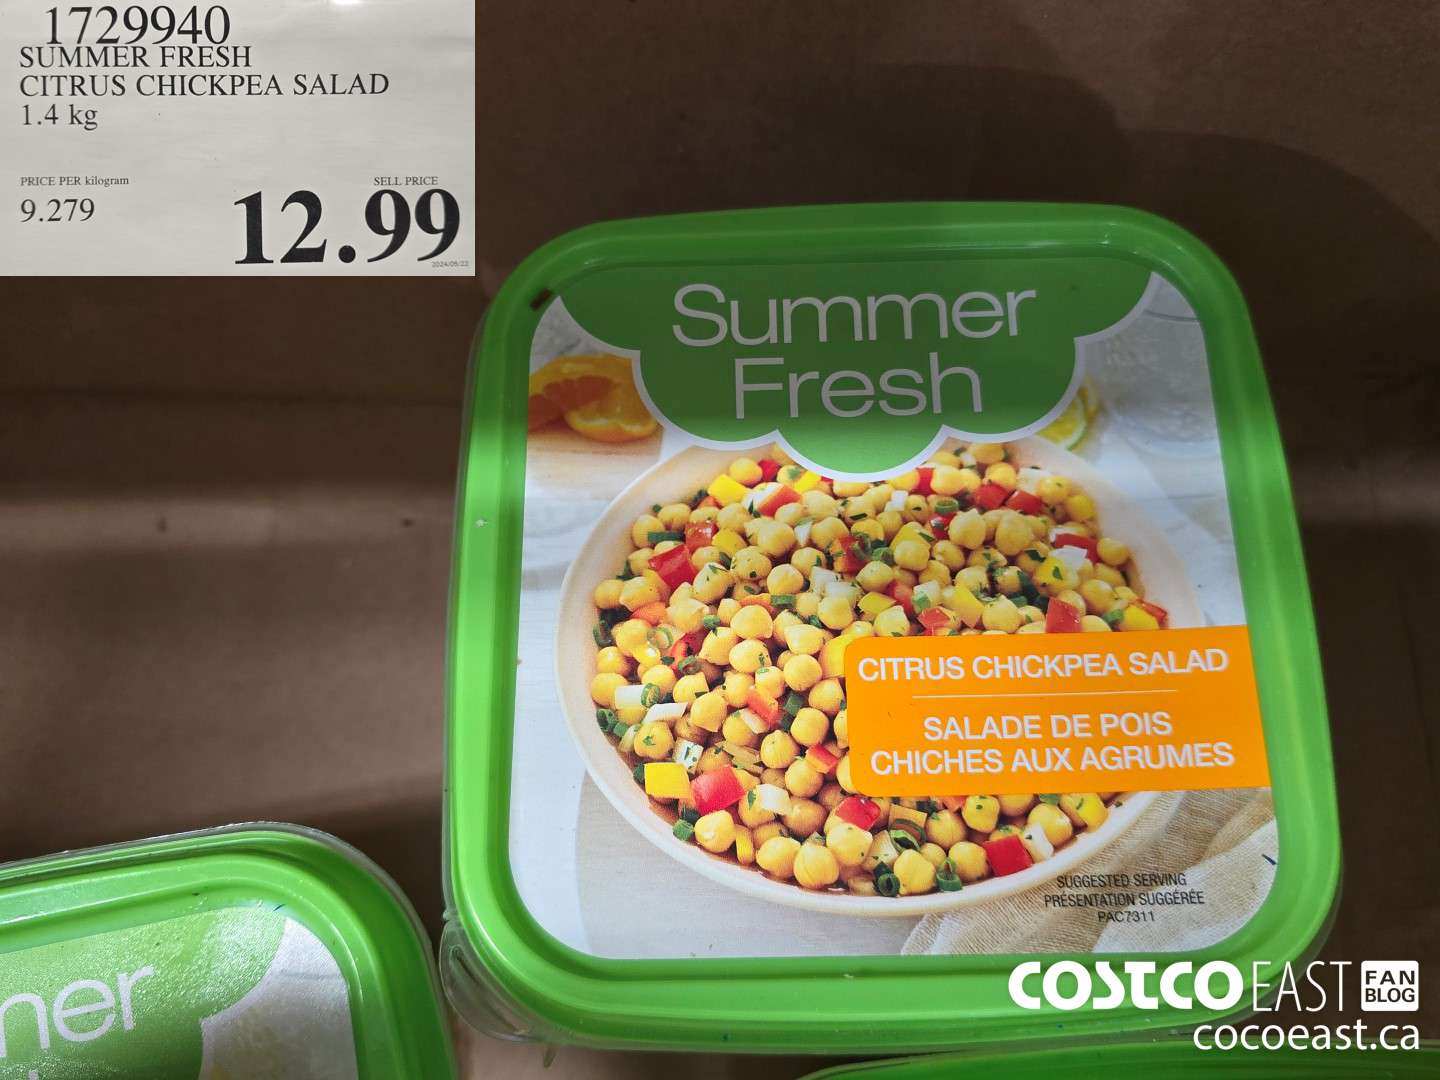 1729940
SUMMER FRESH
CITRUS CHICKPEA SALAD
1.4 kg
PRICE PER kilogram
SELL PRICE
9.279
12.99
2024/05/22
Summer
Fresh
CITRUS CHICKPEA SALAD
SALADE DE POIS
CHICHES AUX AGRUMES
SUGGESTED SERVING
PRÉSENTATION SUGGÉRÉE
PAC7311
mer
COSTCO EAST FAN BLOG
cocoeast.ca